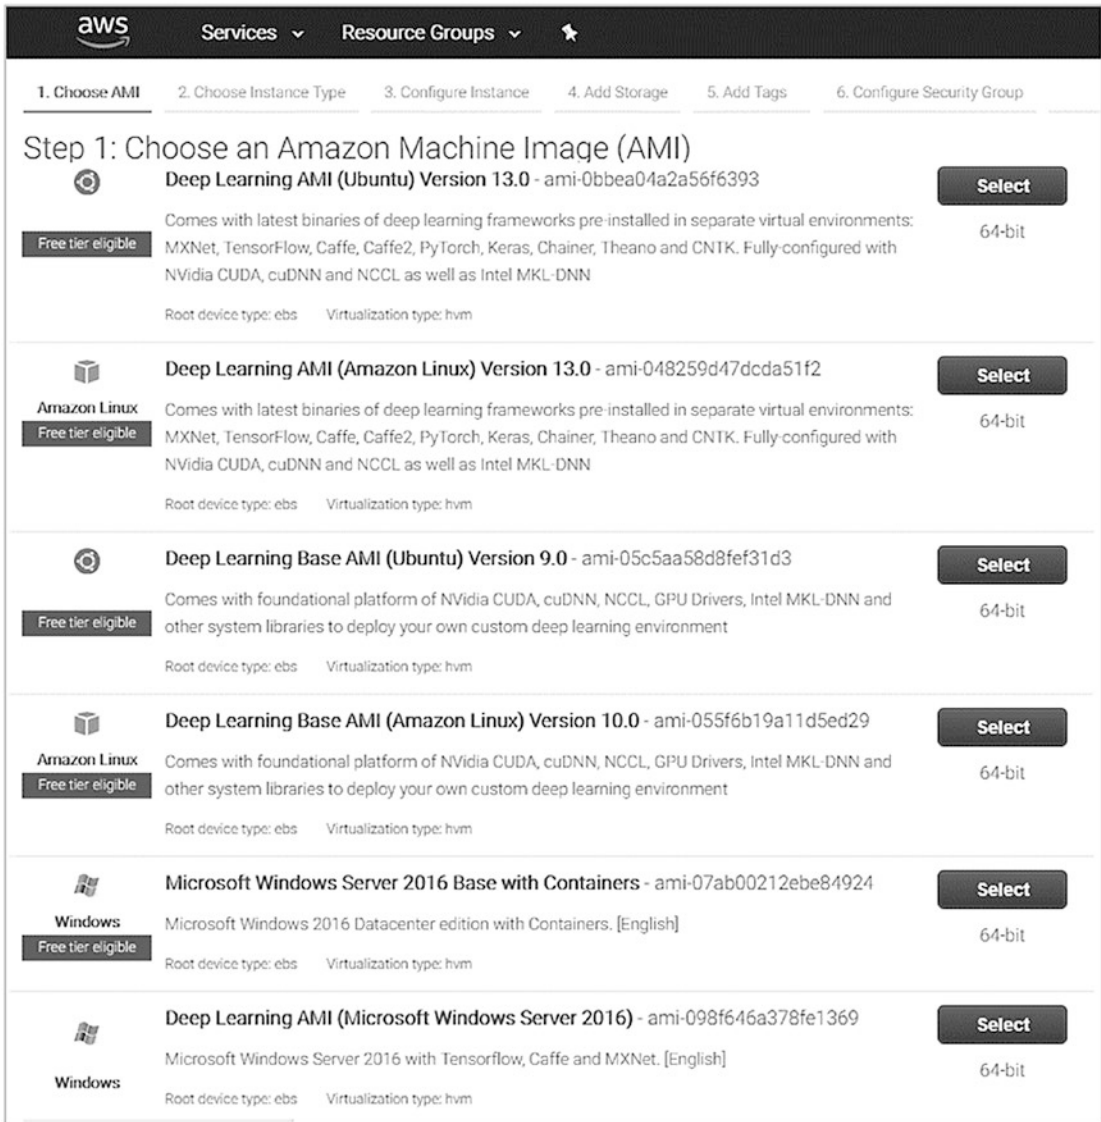 aws Services Resource Groups
1. Choose AMI 2. Choose Instance Type 3. Configure Instance 4. Add Storage 5. Add Tags 6. Configure Security Group
Step 1: Choose an Amazon Machine Image (AMI)
Deep Learning AMI (Ubuntu) Version 13.0 - ami-0bbea04a2a56f6393
Select
Comes with latest binaries of deep learning frameworks pre-installed in separate virtual environments:
64-bit
Free tier eligible
MXNet, TensorFlow, Caffe, Caffe2, PyTorch, Keras, Chainer, Theano and CNTK. Fully-configured with
NVidia CUDA, cuDNN and NCCL as well as Intel MKL-DNN
Root device type: ebs Virtualization type: hvm
Deep Learning AMI (Amazon Linux) Version 13.0 - ami-048259d47dcda51f2
Select
Amazon Linux
Comes with latest binaries of deep learning frameworks pre-installed in separate virtual environments:
64-bit
Free tier eligible
MXNet, TensorFlow, Caffe, Caffe2, PyTorch, Keras, Chainer, Theano and CNTK. Fully-configured with
NVidia CUDA, cuDNN and NCCL as well as Intel MKL-DNN
Root device type: ebs Virtualization type: hvm
Deep Learning Base AMI (Ubuntu) Version 9.0 - ami-05c5aa58d8fef31d3
Select
Comes with foundational platform of NVidia CUDA, cuDNN, NCCL, GPU Drivers, Intel MKL-DNN and
64-bit
Free tier eligible
other system libraries to deploy your own custom deep learning environment
Root device type: ebs Virtualization type: hvm
Deep Learning Base AMI (Amazon Linux) Version 10.0 - ami-055f6b19a11d5ed29
Select
Amazon Linux
Comes with foundational platform of NVidia CUDA, cuDNN, NCCL, GPU Drivers, Intel MKL-DNN and
64-bit
Free tier eligible
other system libraries to deploy your own custom deep learning environment
Root device type: ebs Virtualization type: hvm
Microsoft Windows Server 2016 Base with Containers - ami-07ab00212ebe84924
Select
Windows
Microsoft Windows 2016 Datacenter edition with Containers. [English]
64-bit
Free tier eligible
Root device type: ebs Virtualization type: hvm
Deep Learning AMI (Microsoft Windows Server 2016) - ami-098f646a378fe1369
Select
Microsoft Windows Server 2016 with Tensorflow, Caffe and MXNet. [English]
64-bit
Windows
Root device type: ebs Virtualization type: hvm